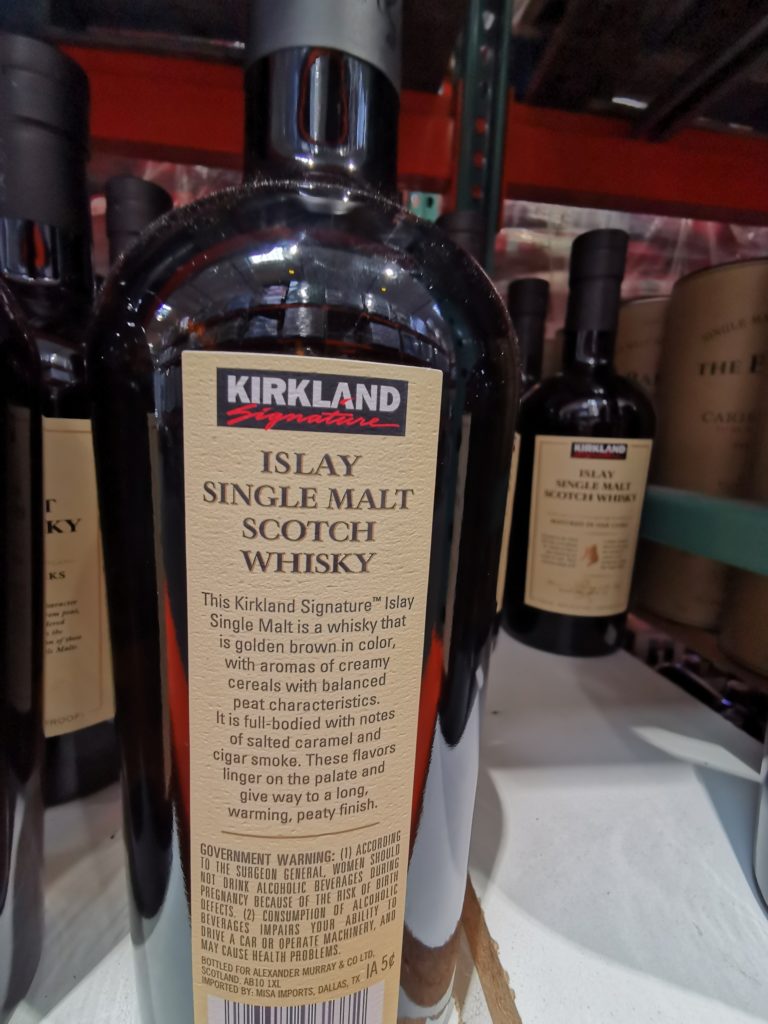 KIRKLAND
Signature
ISLAY
SINGLE MALT
SCOTCH
WHISKY
This Kirkland Signature™ Islay
Single Malt is a whisky that
is golden brown in color,
with aromas of creamy
cereals with balanced
peat characteristics.
It is full-bodied with notes
of salted caramel and
cigar smoke. These flavors
linger on the palate and
give way to a long,
warming, peaty finish.
GOVERNMENT WARNING: (1) ACCORDING
TO THE SURGEON GENERAL, WOMEN SHOULD
NOT DRINK ALCOHOLIC BEVERAGES DURING
PREGNANCY BECAUSE OF THE RISK OF BIRTH
DEFECTS. (2) CONSUMPTION OF ALCOHOLIC
BEVERAGES IMPAIRS YOUR ABILITY TO
DRIVE A CAR OR OPERATE MACHINERY, AND
MAY CAUSE HEALTH PROBLEMS.
BOTTLED FOR ALEXANDER MURRAY & CO LTD,
SCOTLAND. AB10 1XL
IMPORTED BY: MISA IMPORTS, DALLAS, TX
IA 5¢
KIRKLAND
ISLAY
SINGLE MALT
SCOTCH WHISKY
T
KY
KS
SINGLE
THE
CARIB